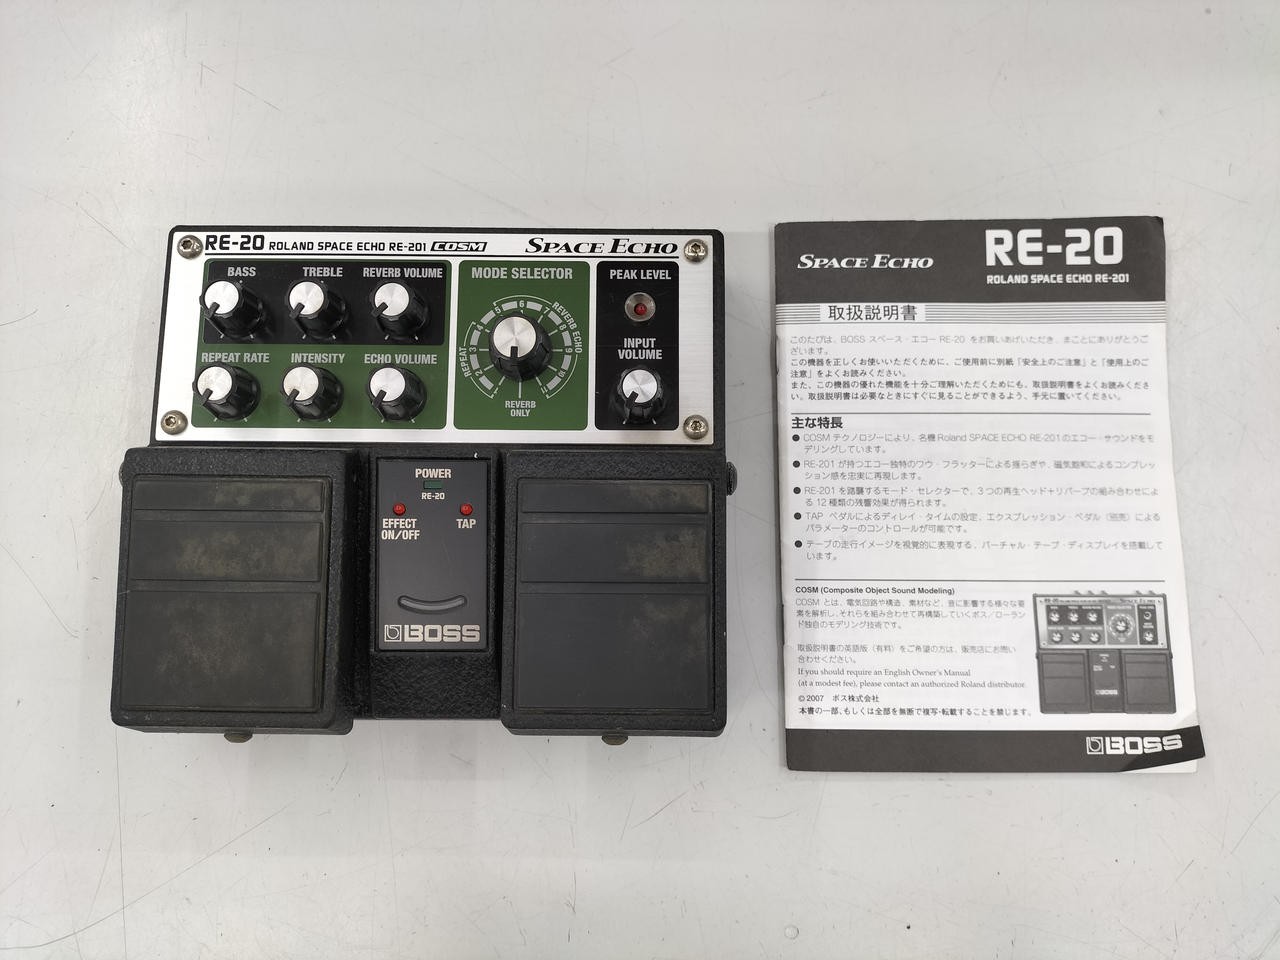 RE-20 ROLAND SPACE ECHO RE-201 COSM SPACE ECHO
BASS TREBLE REVERB VOLUME
REPEAT RATE INTENSITY ECHO VOLUME
MODE SELECTOR
REPEAT
1 2 3 4 5 6 7 8 9 10 11
REVERB ECHO
REVERB
ONLY
PEAK LEVEL
INPUT
VOLUME
POWER
RE-20
EFFECT
ON/OFF
TAP
BOSS
SPACE ECHO
RE-20
ROLAND SPACE ECHO RE-201
取扱説明書
このたびは、BOSS スペース・エコー RE-20 をお買いあげいただき、まことにありがとうご
ざいます。
この機器を正しくお使いいただくために、ご使用前に別紙「安全上のご注意」と「使用上のご
注意」をよくお読みください。
また、この機器の優れた機能を十分ご理解いただくためにも、取扱説明書をよくお読みくださ
い。取扱説明書は必要なときにすぐに見ることができるよう、手元に置いてください。
主な特長
● COSM テクノロジーにより、名機 Roland SPACE ECHO RE-201 のエコー・サウンドをモ
デリングしています。
● RE-201 が持つエコー独特のワウ・フラッターによる揺らぎや、磁気飽和によるコンプレッ
ション感を忠実に再現します。
● RE-201 を踏襲するモード・セレクターで、3 つの再生ヘッド+リバーブの組み合わせによ
る 12 種類の残響効果が得られます。
● TAP ペダルによるディレイ・タイムの設定、エクスプレッション・ペダル（別売）による
パラメーターのコントロールが可能です。
● テープの走行イメージを視覚的に表現する、バーチャル・テープ・ディスプレイを搭載して
います。
COSM (Composite Object Sound Modeling)
COSM とは、電気回路や構造、素材など、音に影響する様々な要
素を解析し、それらを組み合わせて再構築していくボス／ローラン
ド独自のモデリング技術です。
取扱説明書の英語版（有料）をご希望の方は、販売店にお問い
合わせください。
If you should require an English Owner's Manual
(at a modest fee), please contact an authorized Roland distributor.
© 2007 ボス株式会社
本書の一部、もしくは全部を無断で複写・転載することを禁じます。
BOSS